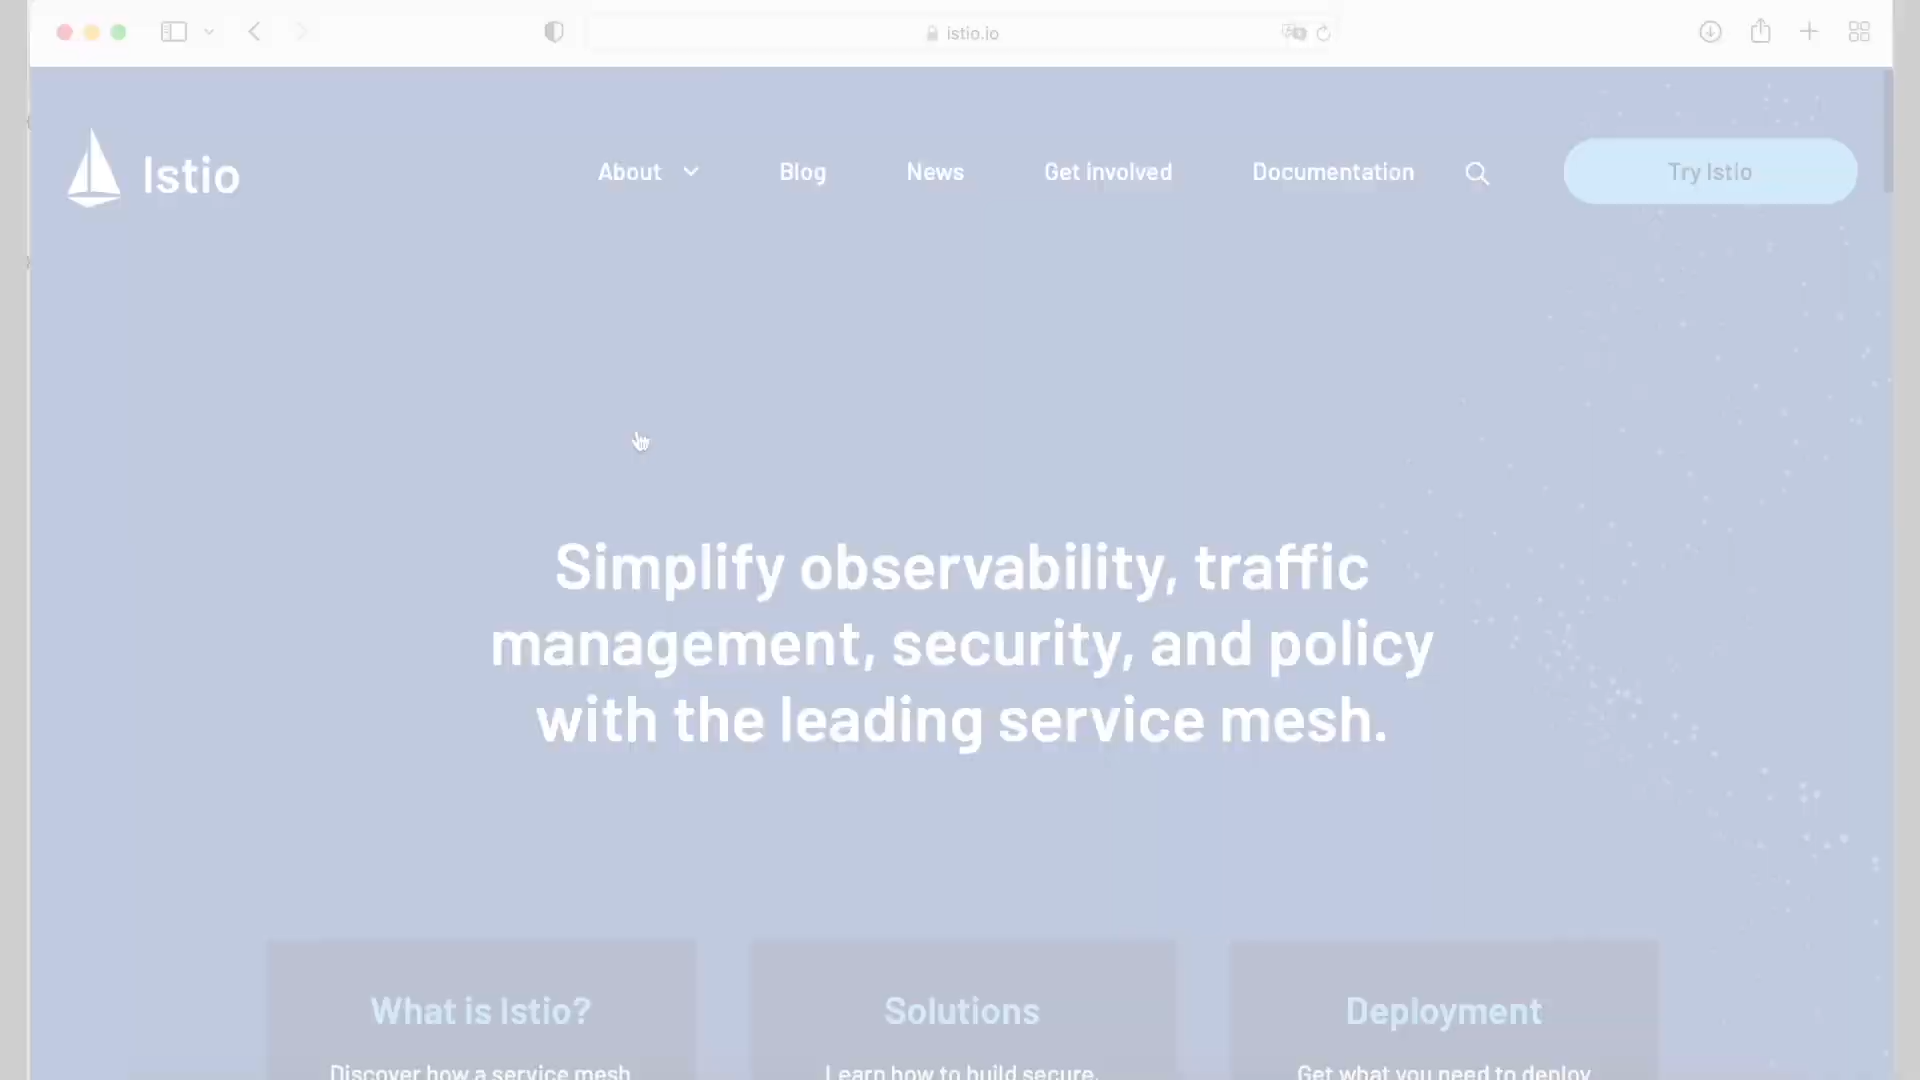 istio.io
Istio
About
Blog
News
Get involved
Documentation
Try Istio
Simplify observability, traffic
management, security, and policy
with the leading service mesh.
What is Istio?
Solutions
Deployment
Discover how a service mesh
Learn how to build secure,
Get what you need to deploy